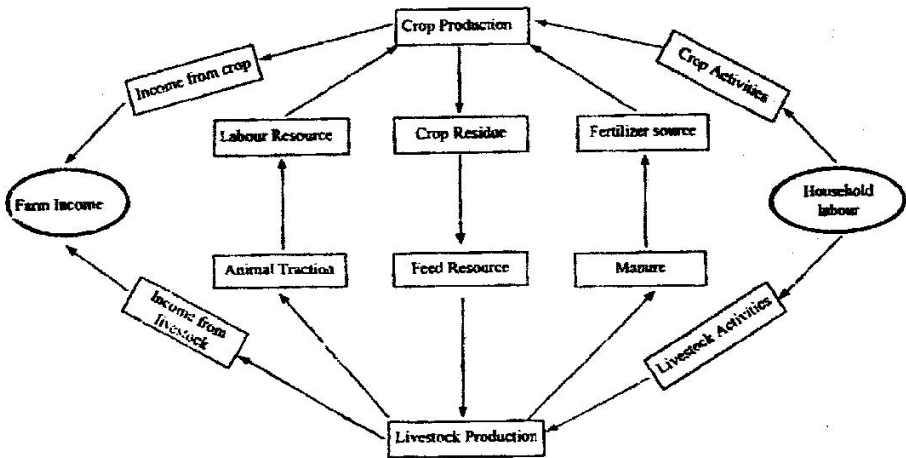 Crop Production
Income from crop
Crop Activities
Labour Resource
Crop Residue
Fertilizer source
Farm Income
Household
labour
Animal Traction
Feed Resource
Manure
Income from
livestock
Livestock Activities
Livestock Production